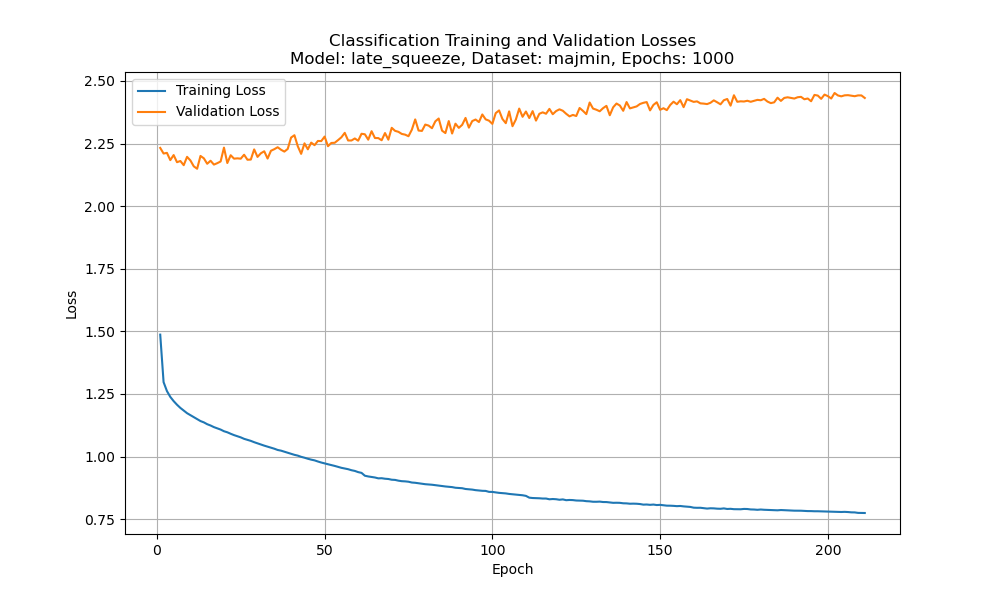 Classification Training and Validation Losses
Model: late_squeeze, Dataset: majmin, Epochs: 1000
Training Loss
Validation Loss
2.50
2.25
2.00
1.75
1.50
1.25
1.00
0.75
Loss
0
50
100
150
200
Epoch